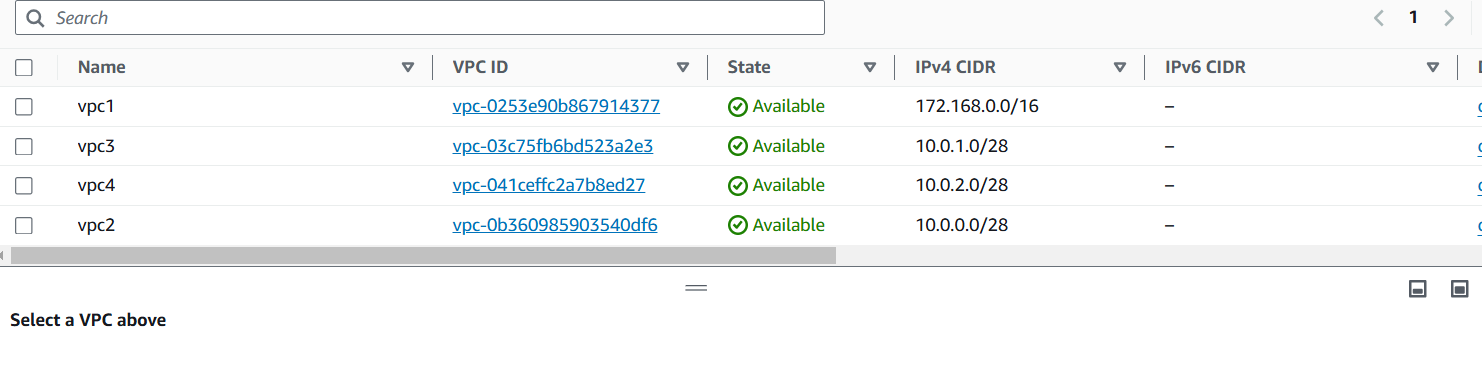 Search
1
Name VPC ID State IPv4 CIDR IPv6 CIDR
vpc1 vpc-0253e90b867914377 Available 172.168.0.0/16 –
vpc3 vpc-03c75fb6bd523a2e3 Available 10.0.1.0/28 –
vpc4 vpc-041ceffc2a7b8ed27 Available 10.0.2.0/28 –
vpc2 vpc-0b360985903540df6 Available 10.0.0.0/28 –
Select a VPC above